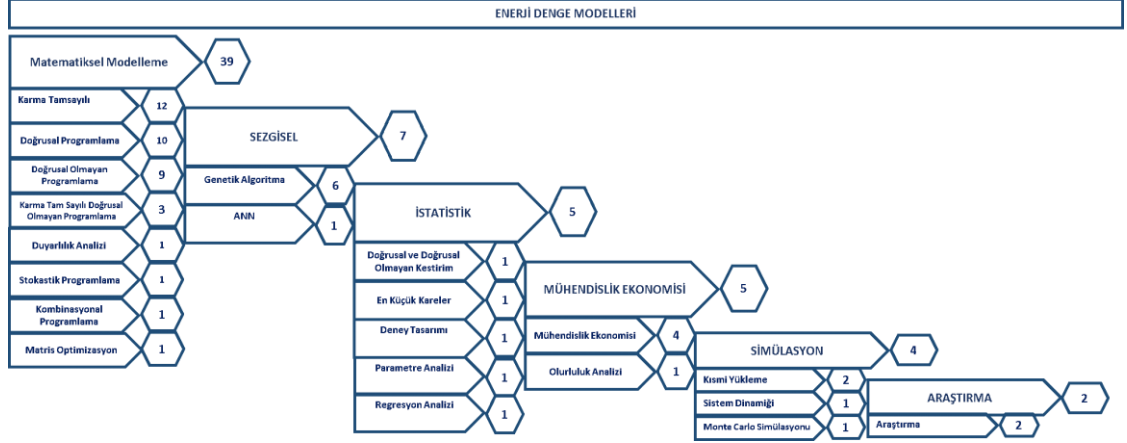 ENERJİ DENGE MODELLERİ
Matematiksel Modelleme
39
Karma Tamsayılı
12
Doğrusal Programlama
10
Doğrusal Olmayan
Programlama
9
Karma Tam Sayılı Doğrusal
Olmayan Programlama
3
Duyarlılık Analizi
1
Stokastik Programlama
1
Kombinasyonal
Programlama
1
Matris Optimizasyon
1
SEZGİSEL
7
Genetik Algoritma
6
ANN
1
İSTATİSTİK
5
Doğrusal ve Doğrusal
Olmayan Kestirim
1
En Küçük Kareler
1
Deney Tasarımı
1
Parametre Analizi
1
Regresyon Analizi
1
MÜHENDİSLİK EKONOMİSİ
5
Mühendislik Ekonomisi
4
Olurluluk Analizi
1
SİMÜLASYON
4
Kısmi Yükleme
2
Sistem Dinamiği
1
Monte Carlo Simülasyonu
1
ARAŞTIRMA
2
Araştırma
2